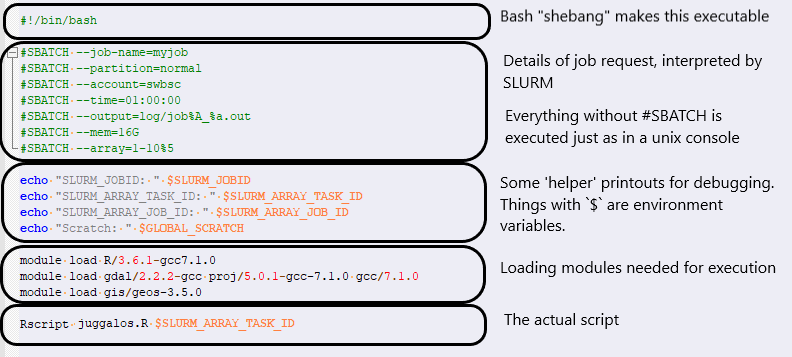 #!/bin/bash
Bash "shebang" makes this executable
#SBATCH --job-name=myjob
#SBATCH --partition=normal
#SBATCH --account=swbsc
#SBATCH --time=01:00:00
#SBATCH --output=log/job%A_%a.out
#SBATCH --mem=16G
#SBATCH --array=1-10%5
Details of job request, interpreted by
SLURM
Everything without #SBATCH is
executed just as in a unix console
echo "SLURM_JOBID: " $SLURM_JOBID
echo "SLURM_ARRAY_TASK_ID: " $SLURM_ARRAY_TASK_ID
echo "SLURM_ARRAY_JOB_ID: " $SLURM_ARRAY_JOB_ID
echo "Scratch: " $GLOBAL_SCRATCH
Some 'helper' printouts for debugging.
Things with `$` are environment
variables.
module load R/3.6.1-gcc7.1.0
module load gdal/2.2.2-gcc proj/5.0.1-gcc-7.1.0 gcc/7.1.0
module load gis/geos-3.5.0
Loading modules needed for execution
Rscript juggalos.R $SLURM_ARRAY_TASK_ID
The actual script